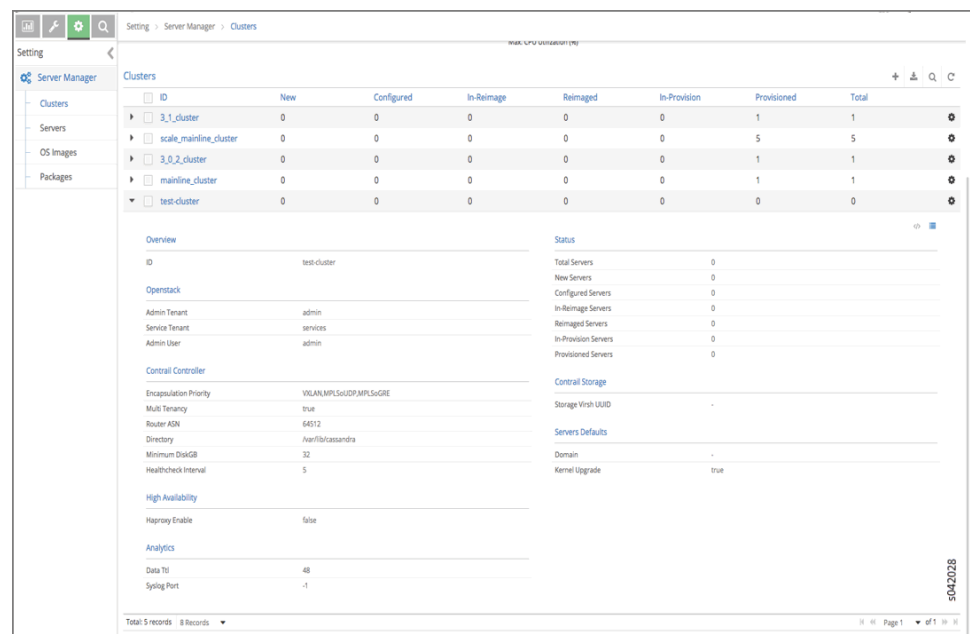 Setting > Server Manager > Clusters
Setting
Max. CPU Utilization (%)
Server Manager
Clusters
Servers
OS Images
Packages
Clusters
ID New Configured In-Reimage Reimaged In-Provision Provisioned Total
3_1_cluster 0 0 0 0 0 1 1
scale_mainline_cluster 0 0 0 0 0 5 5
3_0_2_cluster 0 0 0 0 0 1 1
mainline_cluster 0 0 0 0 0 1 1
test-cluster 0 0 0 0 0 0 0
Overview
ID test-cluster
Openstack
Admin Tenant admin
Service Tenant services
Admin User admin
Contrail Controller
Encapsulation Priority VXLAN,MPLSoUDP,MPLSoGRE
Multi Tenancy true
Router ASN 64512
Directory /var/lib/cassandra
Minimum DiskGB 32
Healthcheck Interval 5
High Availability
Haproxy Enable false
Analytics
Data Ttl 48
Syslog Port -1
</> 
Status
Total Servers 0
New Servers 0
Configured Servers 0
In-Reimage Servers 0
Reimaged Servers 0
In-Provision Servers 0
Provisioned Servers 0
Contrail Storage
Storage Virsh UUID -
Servers Defaults
Domain -
Kernel Upgrade true
s042028
Total: 5 records 8 Records Page 1 of 1